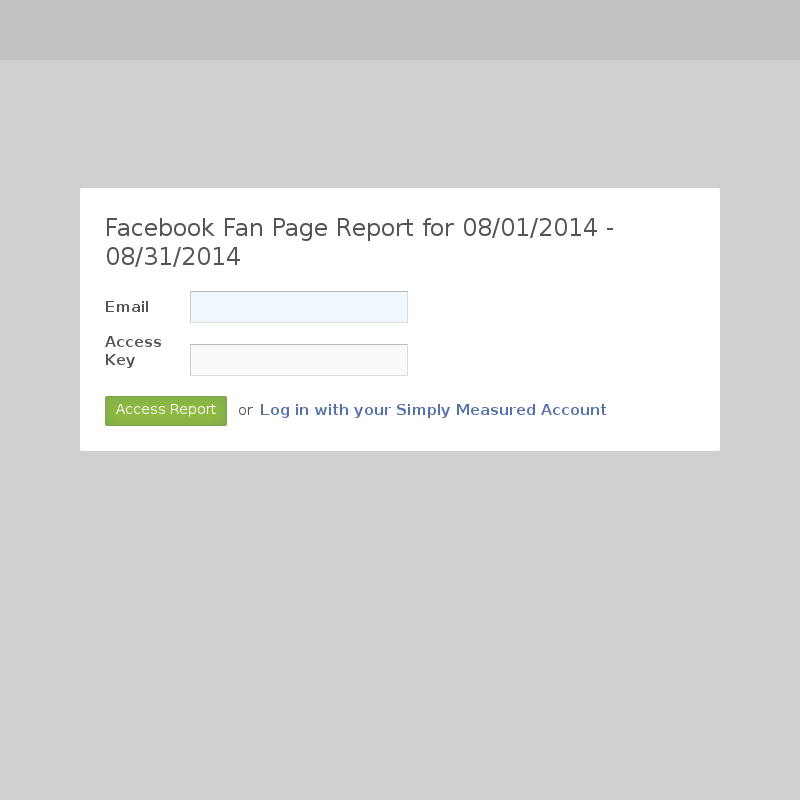 Facebook Fan Page Report for 08/01/2014 -
08/31/2014
Email
Access
Key
Access Report or Log in with your Simply Measured Account